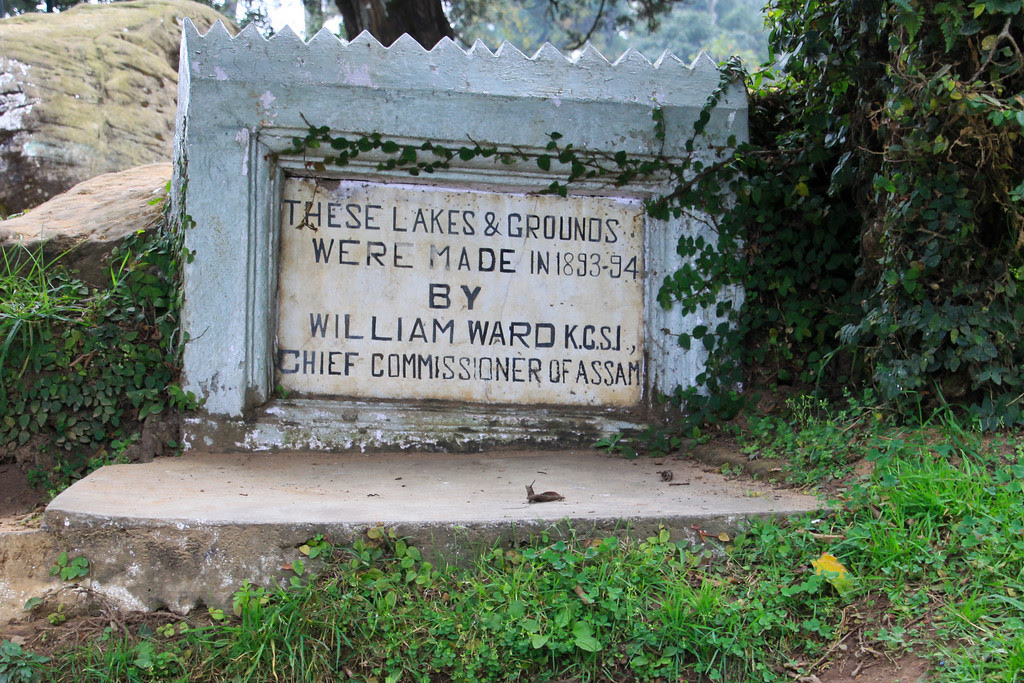 THESE LAKES & GROUNDS
WERE MADE IN 1893-94
BY
WILLIAM WARD K.C.S.I.,
CHIEF COMMISSIONER OF ASSAM